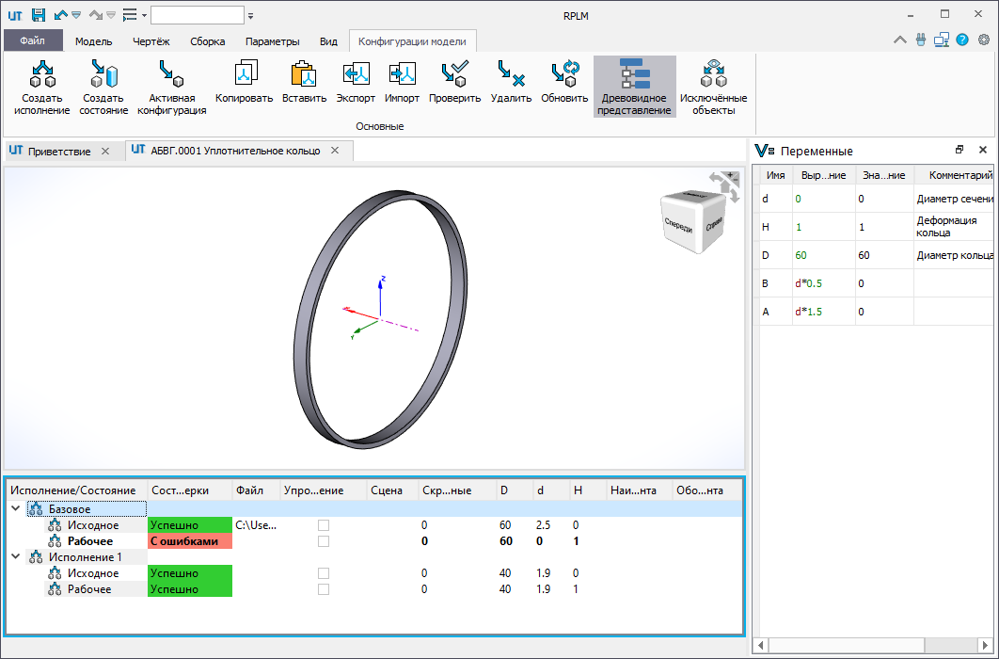 RPLM
Файл Модель Чертёж Сборка Параметры Вид Конфигурации модели
Создать исполнение
Создать состояние
Активная конфигурация
Копировать
Вставить
Экспорт
Импорт
Проверить
Удалить
Обновить
Древовидное представление
Исключённые объекты
Основные
Приветствие
АБВГ.0001 Уплотнительное кольцо
Переменные
Имя Выр...ние Зна...ние Комментарий
d 0 0 Диаметр сечени
H 1 1 Деформация кольца
D 60 60 Диаметр кольца
B d*0.5 0
A d*1.5 0
Спереди
Справа
Z
Y
Исполнение/Состояние Сост...ерки Файл Упро...ение Сцена Скр...ные D d H Наи...нта Обо...нта
Базовое
Исходное Успешно C:\Use... 0 60 2.5 0
Рабочее С ошибками 0 60 0 1
Исполнение 1
Исходное Успешно 0 40 1.9 0
Рабочее Успешно 0 40 1.9 1